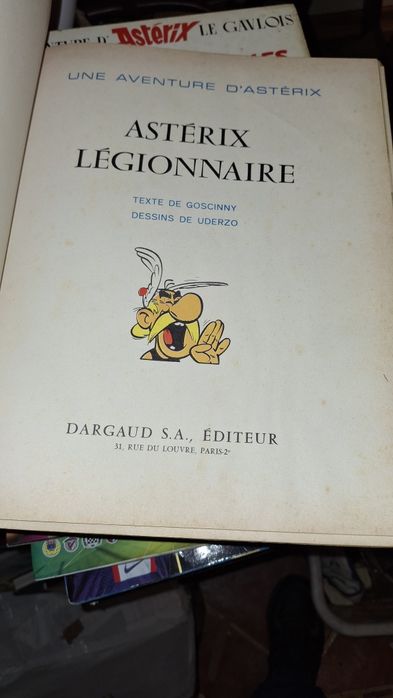 Astérix LE GAVLOIS
UNE AVENTURE D'ASTÉRIX
ASTÉRIX
LÉGIONNAIRE
TEXTE DE GOSCINNY
DESSINS DE UDERZO
DARGAUD S.A., ÉDITEUR
31, RUE DU LOUVRE, PARIS-2e